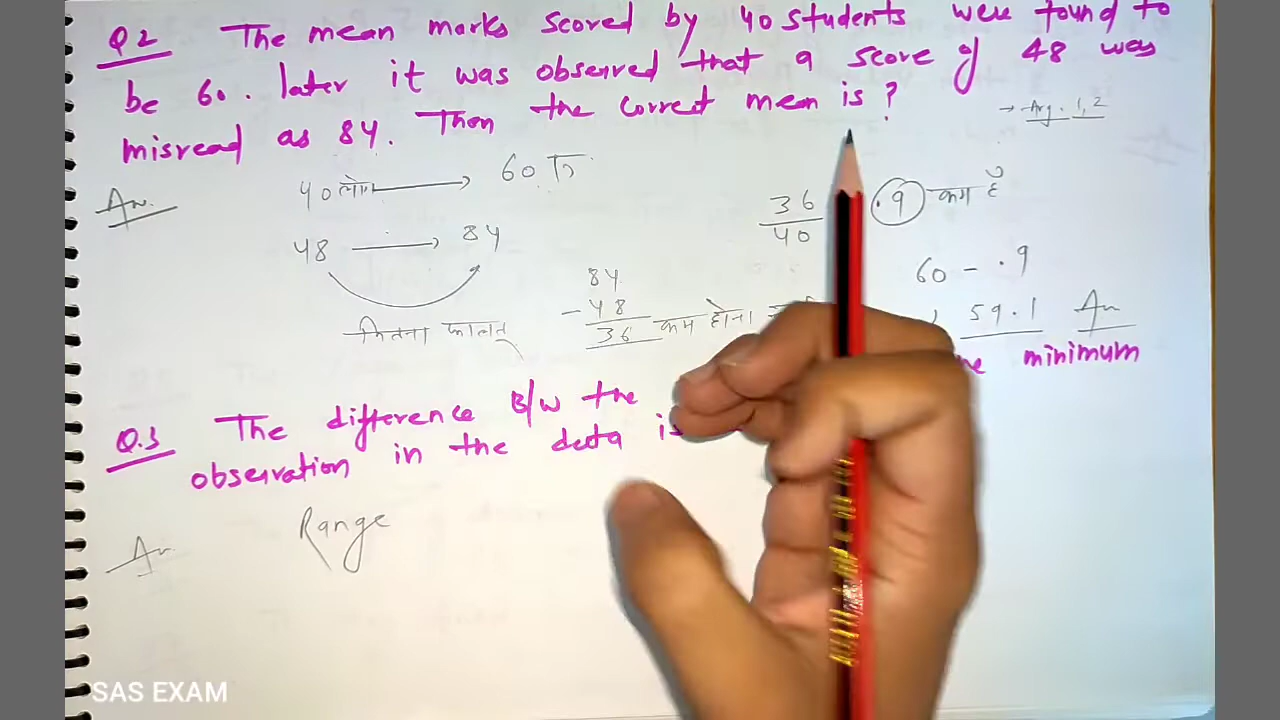 Q2 The mean marks scored by 40 students were found to
be 60. later it was observed that a score of 48 was
misread as 84. Then the correct mean is?
→ Avg. 1,2
An.
40 लोग → 60
48 → 84
कितना फालतू
84
- 48
36 कम होना
36
40
.9 कम है
60 - .9
59.1 An
Q.3 The difference B/w the minimum
observation in the data is
An
Range
SAS EXAM